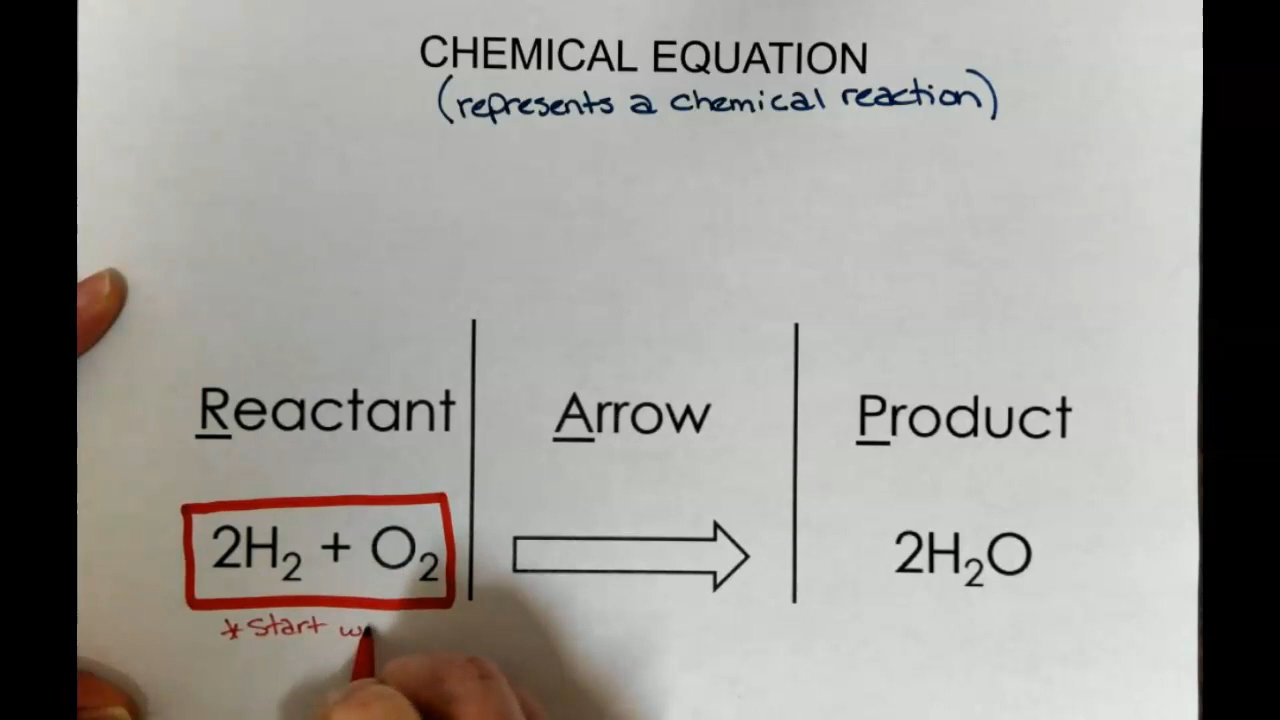 CHEMICAL EQUATION
(represents a chemical reaction)
Reactant Arrow Product
2H₂ + O₂ 2H₂O
*Start w